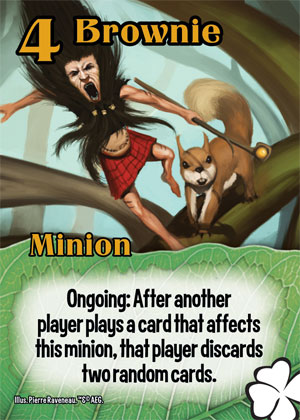 4 Brownie
Minion
Ongoing: After another
player plays a card that affects
this minion, that player discards
two random cards.
Illus. Pierre Raveneau. ™© AEG.